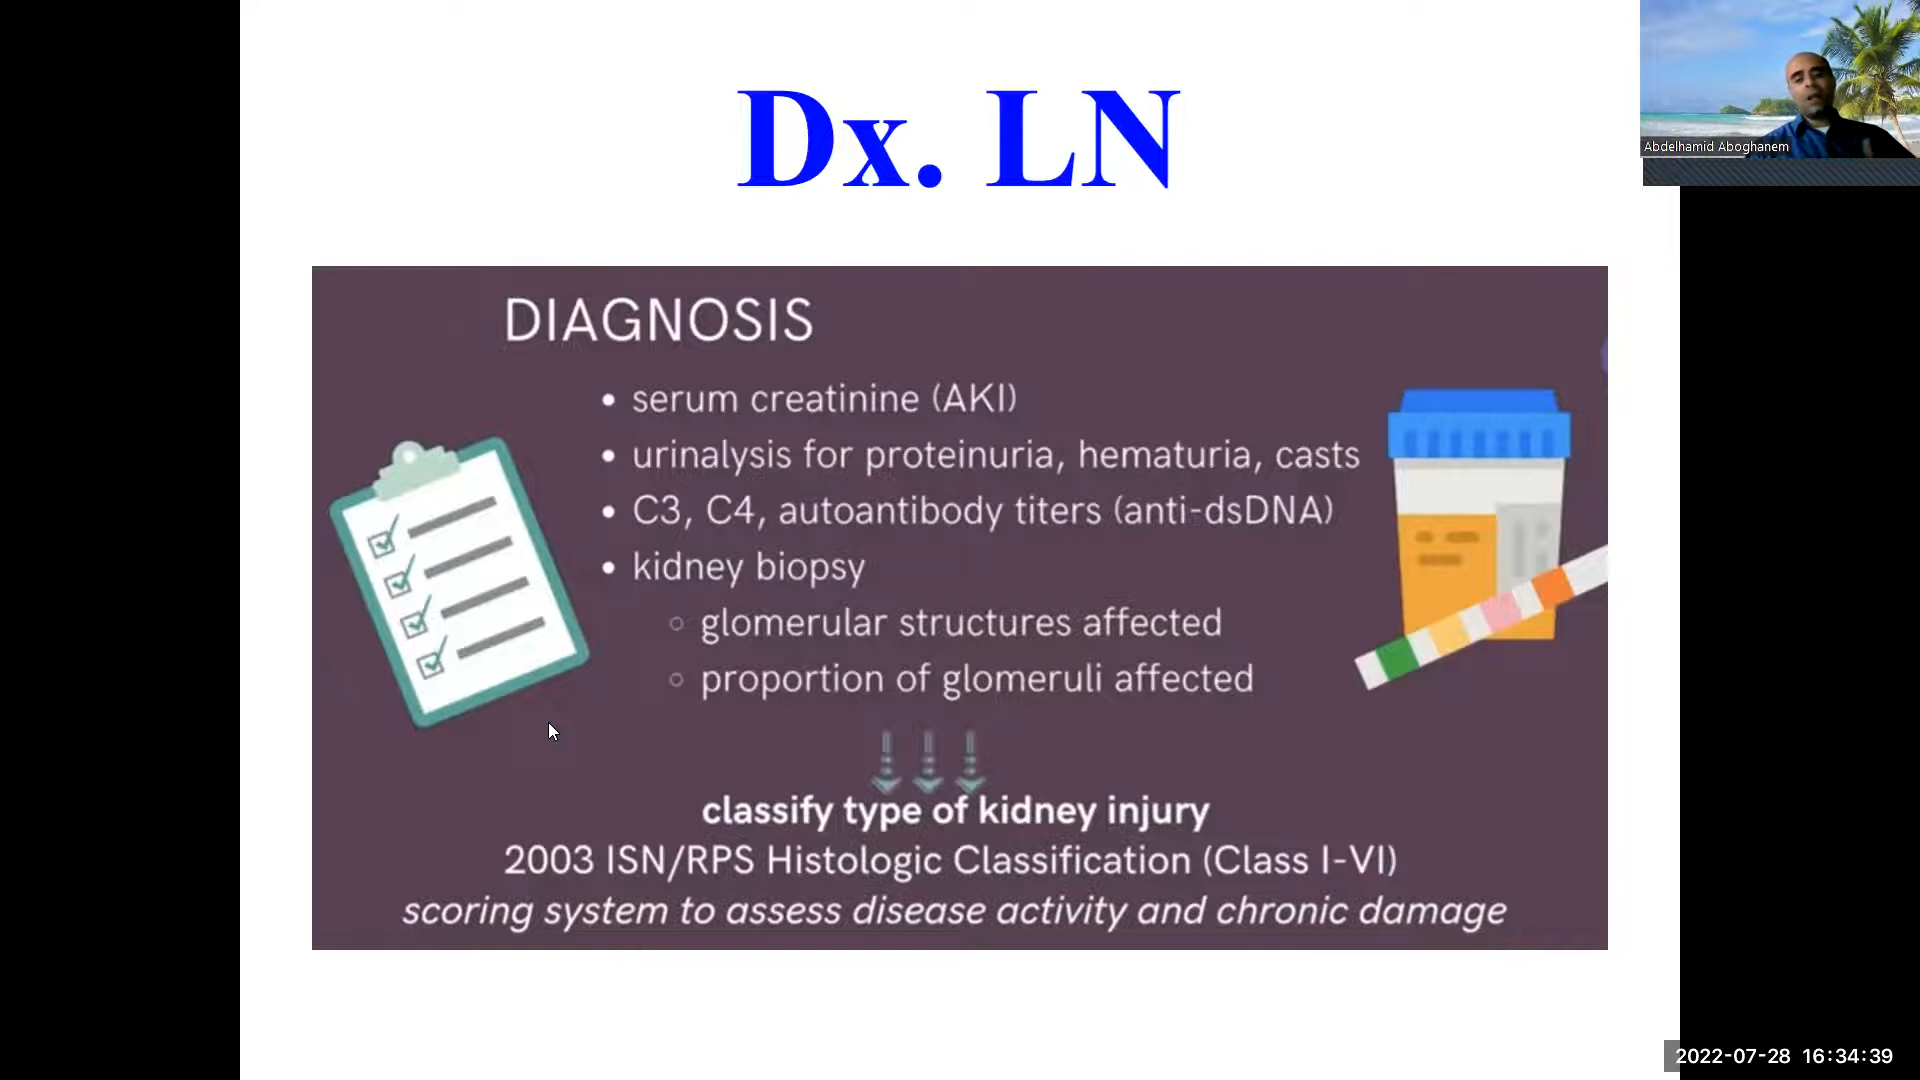 Dx. LN
Abdelhamid Aboghanem
DIAGNOSIS
• serum creatinine (AKI)
• urinalysis for proteinuria, hematuria, casts
• C3, C4, autoantibody titers (anti-dsDNA)
• kidney biopsy
○ glomerular structures affected
○ proportion of glomeruli affected
classify type of kidney injury
2003 ISN/RPS Histologic Classification (Class I-VI)
scoring system to assess disease activity and chronic damage
2022-07-28 16:34:39